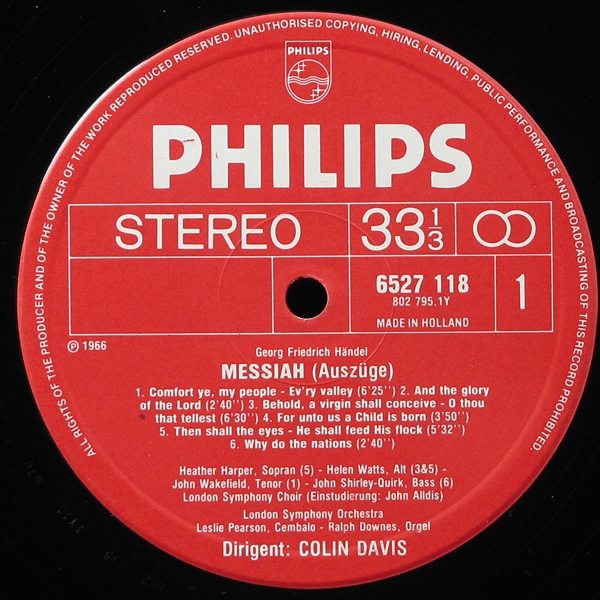 ALL RIGHTS OF THE PRODUCER AND OF THE OWNER OF THE WORK REPRODUCED RESERVED. UNAUTHORISED COPYING, HIRING, LENDING, PUBLIC PERFORMANCE AND BROADCASTING OF THIS RECORD PROHIBITED.
PHILIPS
PHILIPS
STEREO 33 1/3
6527 118 1
802 795.1Y
MADE IN HOLLAND
℗ 1966
Georg Friedrich Händel
MESSIAH (Auszüge)
1. Comfort ye, my people - Ev'ry valley (6'25'') 2. And the glory
of the Lord (2'40'') 3. Behold, a virgin shall conceive - O thou
that tellest (6'30'') 4. For unto us a Child is born (3'50'')
5. Then shall the eyes - He shall feed His flock (5'32'')
6. Why do the nations (2'40'')
Heather Harper, Sopran (5) - Helen Watts, Alt (3&5) -
John Wakefield, Tenor (1) - John Shirley-Quirk, Bass (6)
London Symphony Choir (Einstudierung: John Alldis)
London Symphony Orchestra
Leslie Pearson, Cembalo - Ralph Downes, Orgel
Dirigent: COLIN DAVIS